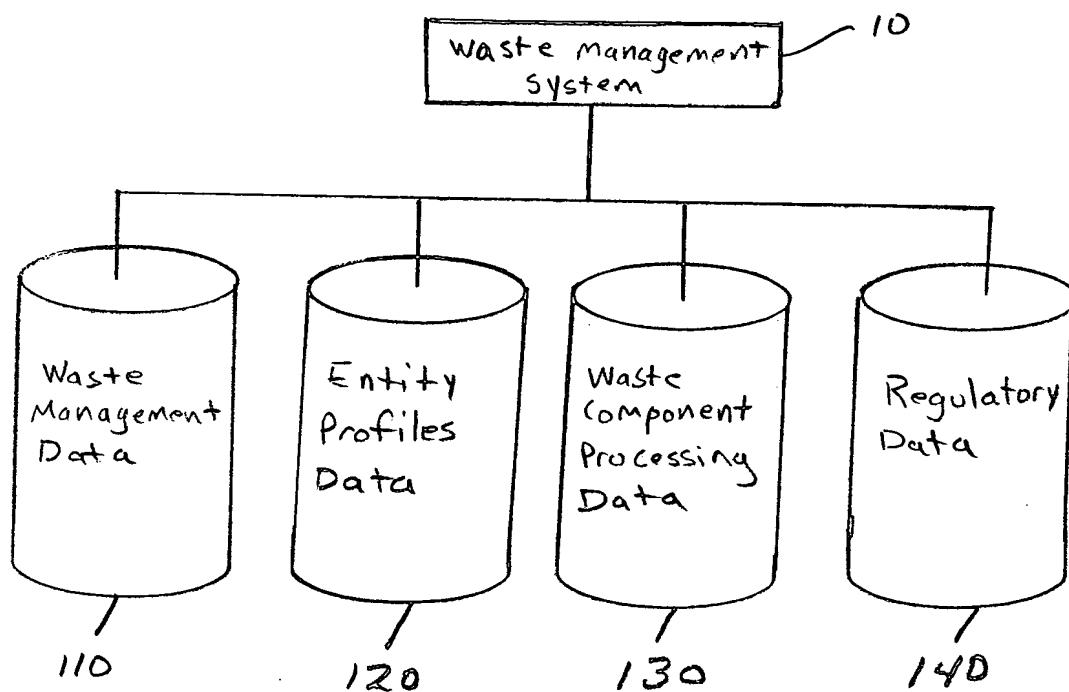 10
Waste Management
System
Waste
Management
Data
Entity
Profiles
Data
Waste
Component
Processing
Data
Regulatory
Data
110
120
130
140